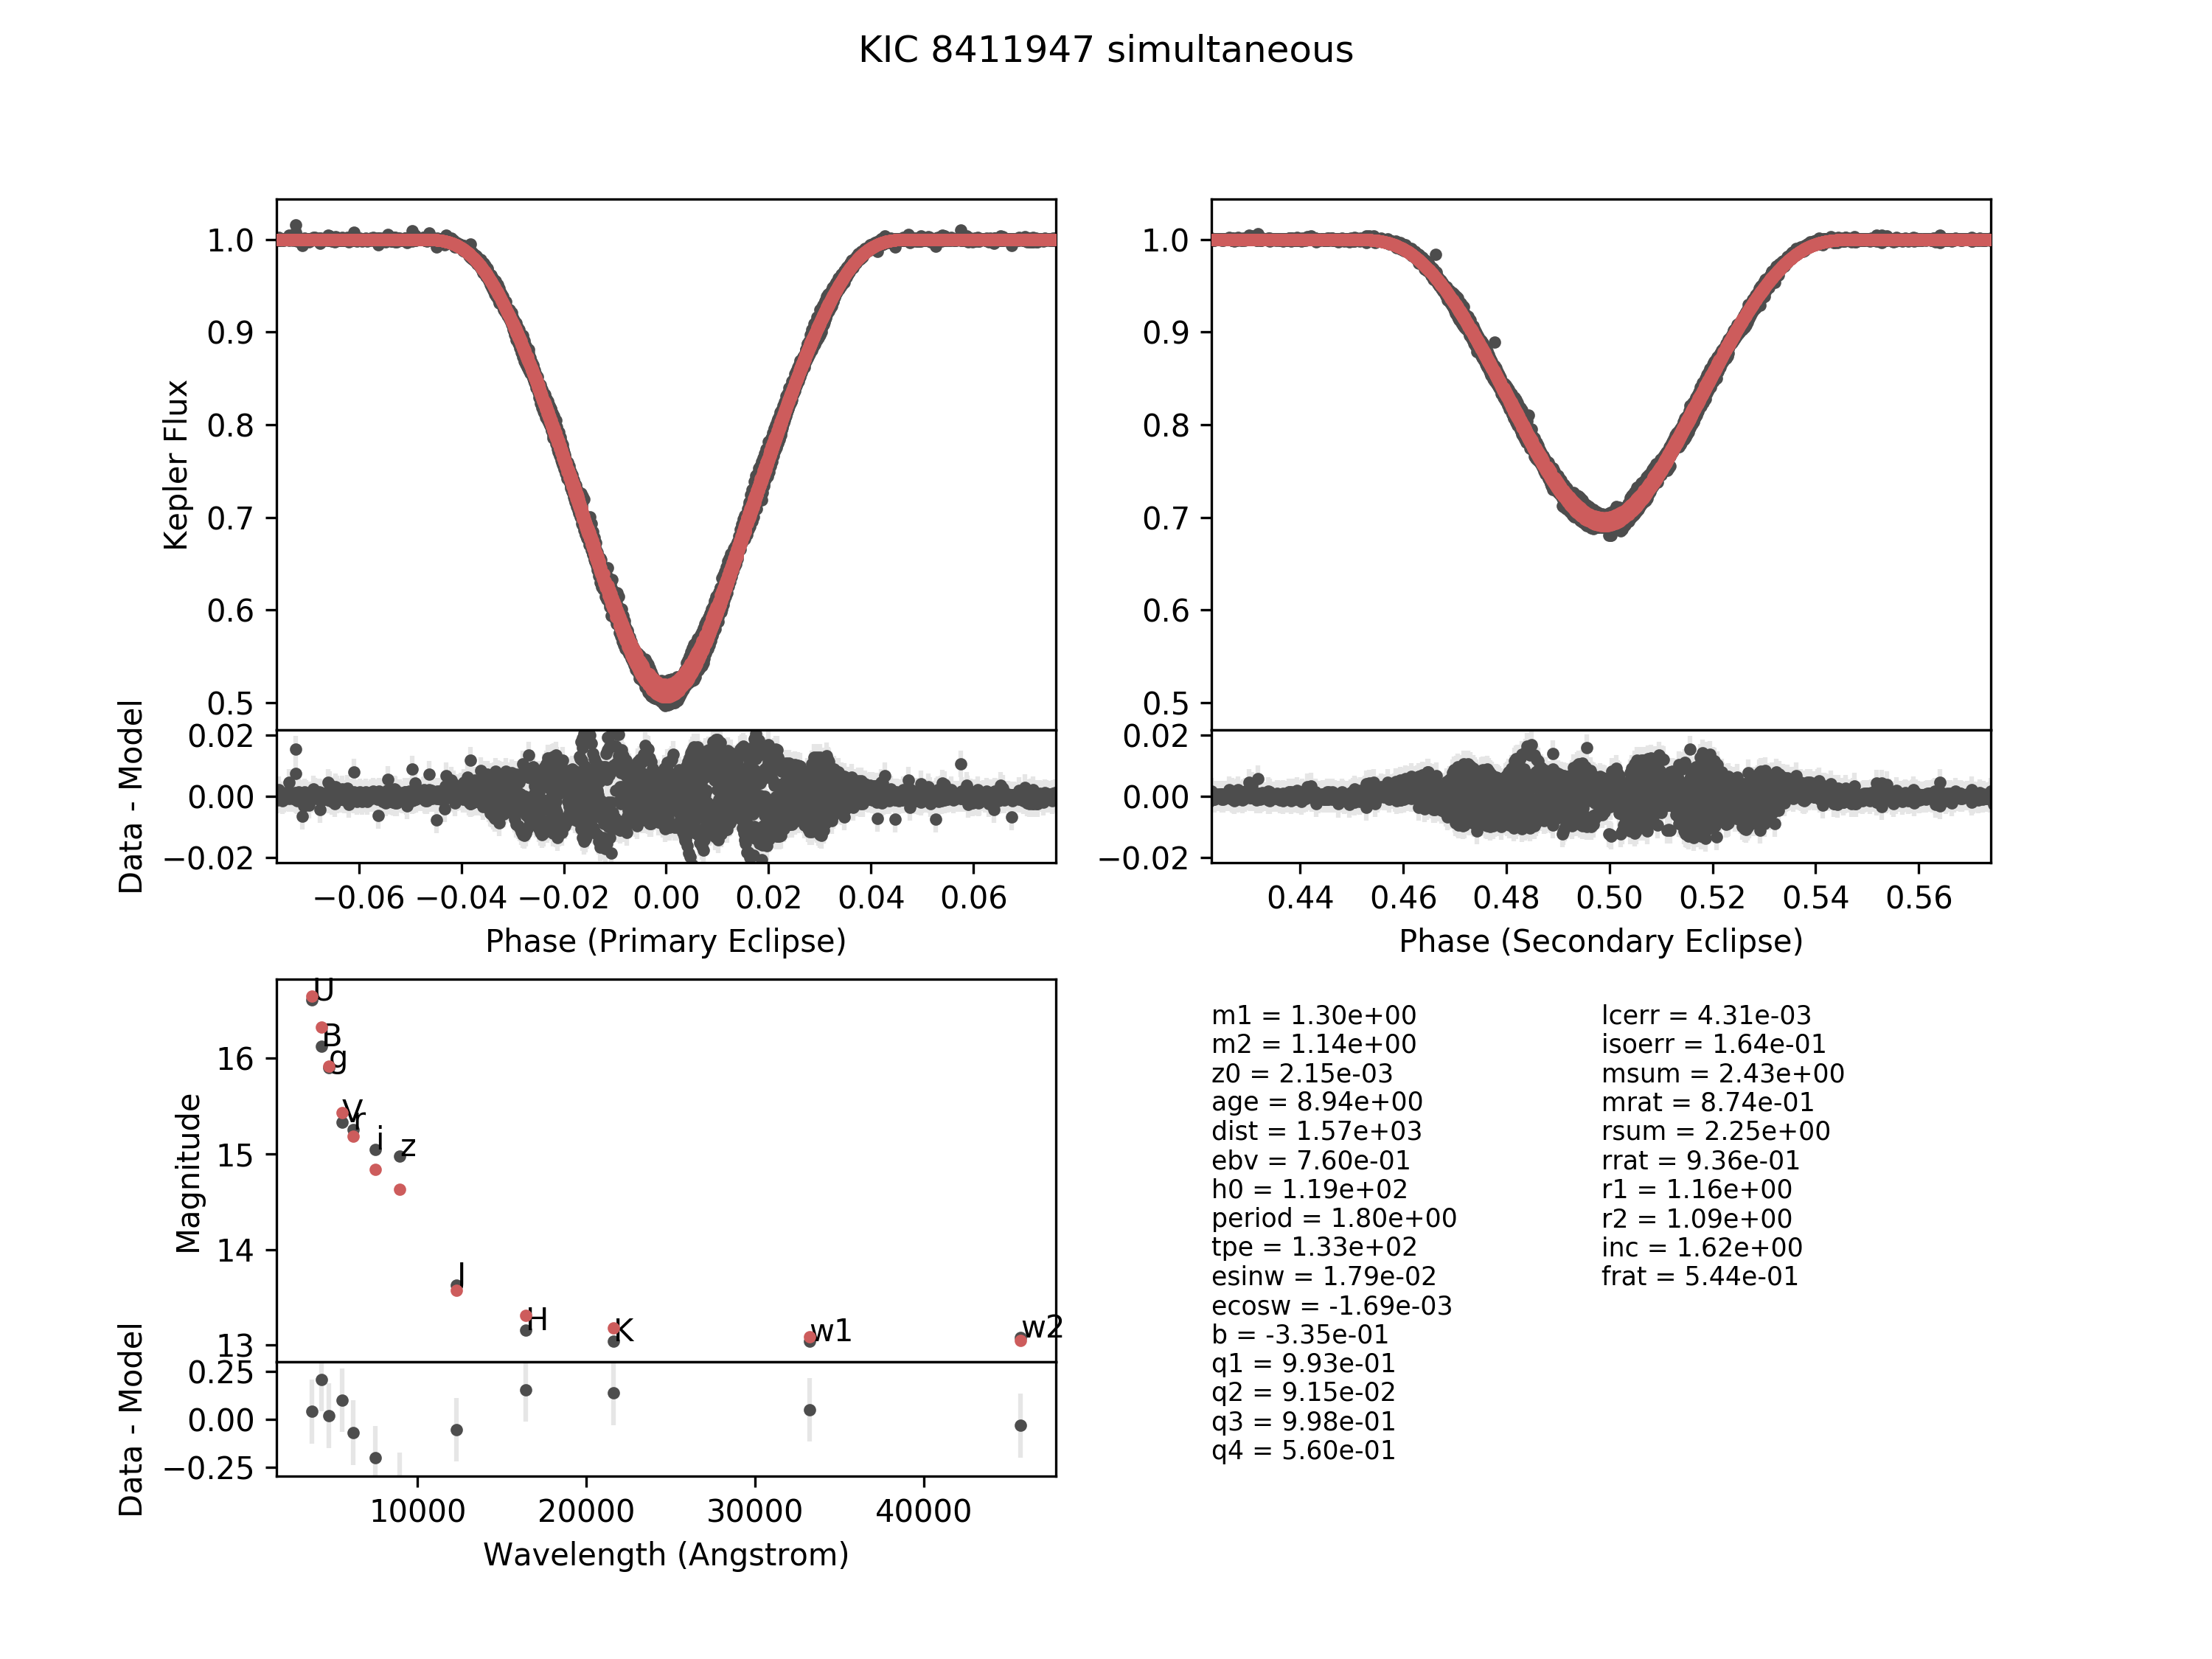 KIC 8411947 simultaneous
1.0
0.9
0.8
0.7
0.6
0.5
Kepler Flux
0.02
0.00
−0.02
Data - Model
−0.06 −0.04 −0.02 0.00 0.02 0.04 0.06
Phase (Primary Eclipse)
1.0
0.9
0.8
0.7
0.6
0.5
0.02
0.00
−0.02
0.44 0.46 0.48 0.50 0.52 0.54 0.56
Phase (Secondary Eclipse)
16
15
14
13
Magnitude
U
B
g
V
r
i
z
J
H
K
w1
w2
0.25
0.00
−0.25
Data - Model
10000 20000 30000 40000
Wavelength (Angstrom)
m1 = 1.30e+00
m2 = 1.14e+00
z0 = 2.15e-03
age = 8.94e+00
dist = 1.57e+03
ebv = 7.60e-01
h0 = 1.19e+02
period = 1.80e+00
tpe = 1.33e+02
esinw = 1.79e-02
ecosw = -1.69e-03
b = -3.35e-01
q1 = 9.93e-01
q2 = 9.15e-02
q3 = 9.98e-01
q4 = 5.60e-01
lcerr = 4.31e-03
isoerr = 1.64e-01
msum = 2.43e+00
mrat = 8.74e-01
rsum = 2.25e+00
rrat = 9.36e-01
r1 = 1.16e+00
r2 = 1.09e+00
inc = 1.62e+00
frat = 5.44e-01